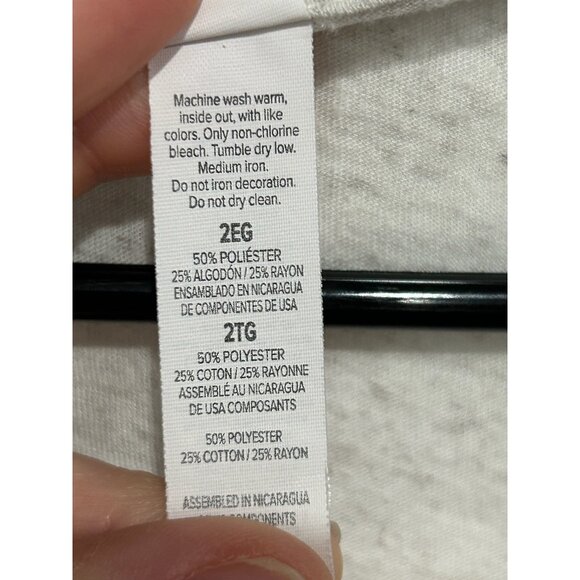 Machine wash warm,
inside out, with like
colors. Only non-chlorine
bleach. Tumble dry low.
Medium iron.
Do not iron decoration.
Do not dry clean.
2EG
50% POLIÉSTER
25% ALGODÓN / 25% RAYON
ENSAMBLADO EN NICARAGUA
DE COMPONENTES DE USA
2TG
50% POLYESTER
25% COTON / 25% RAYONNE
ASSEMBLÉ AU NICARAGUA
DE USA COMPOSANTS
50% POLYESTER
25% COTTON / 25% RAYON
ASSEMBLED IN NICARAGUA
COMPONENTS